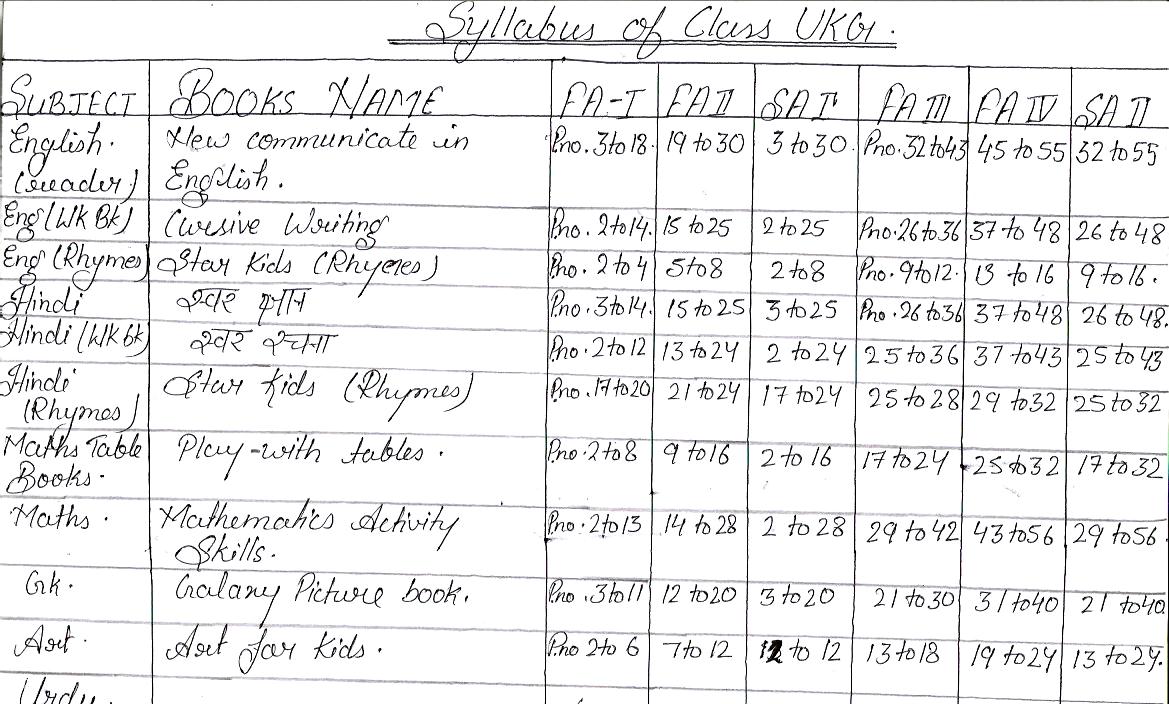 Syllabus of Class UKG.
SUBJECT BOOKS NAME FA-I FA II SA I FA III FA IV SA II
English. New communicate in Pno. 3 to 18. 19 to 30 3 to 30. Pno. 32 to 43 45 to 55 32 to 55
(reader) English.
Eng (WK Bk) Cursive Writing Pno. 2 to 14. 15 to 25 2 to 25 Pno. 26 to 36 37 to 48 26 to 48
Eng (Rhymes) Star Kids (Rhymes) Pno. 2 to 4 5 to 8 2 to 8 Pno. 9 to 12. 13 to 16 9 to 16.
Hindi स्वर Pno. 3 to 14. 15 to 25 3 to 25 Pno. 26 to 36 37 to 48 26 to 48.
Hindi (WK bk) स्वर रचना Pno. 2 to 12 13 to 24 2 to 24 25 to 36 37 to 43 25 to 43
Hindi Star Kids (Rhymes) Pno. 17 to 20 21 to 24 17 to 24 25 to 28 29 to 32 25 to 32
(Rhymes)
Maths Table Play-with tables. Pno. 2 to 8 9 to 16 2 to 16 17 to 24 25 to 32 17 to 32
Books.
Maths. Mathematics Activity Pno. 2 to 13 14 to 28 2 to 28 29 to 42 43 to 56 29 to 56.
Skills.
Gk. Galaxy Picture book. Pno. 3 to 11 12 to 20 3 to 20 21 to 30 31 to 40 21 to 40.
Art. Art for Kids. Pno 2 to 6 7 to 12 2 to 12 13 to 18 19 to 24 13 to 24.
Urdu.